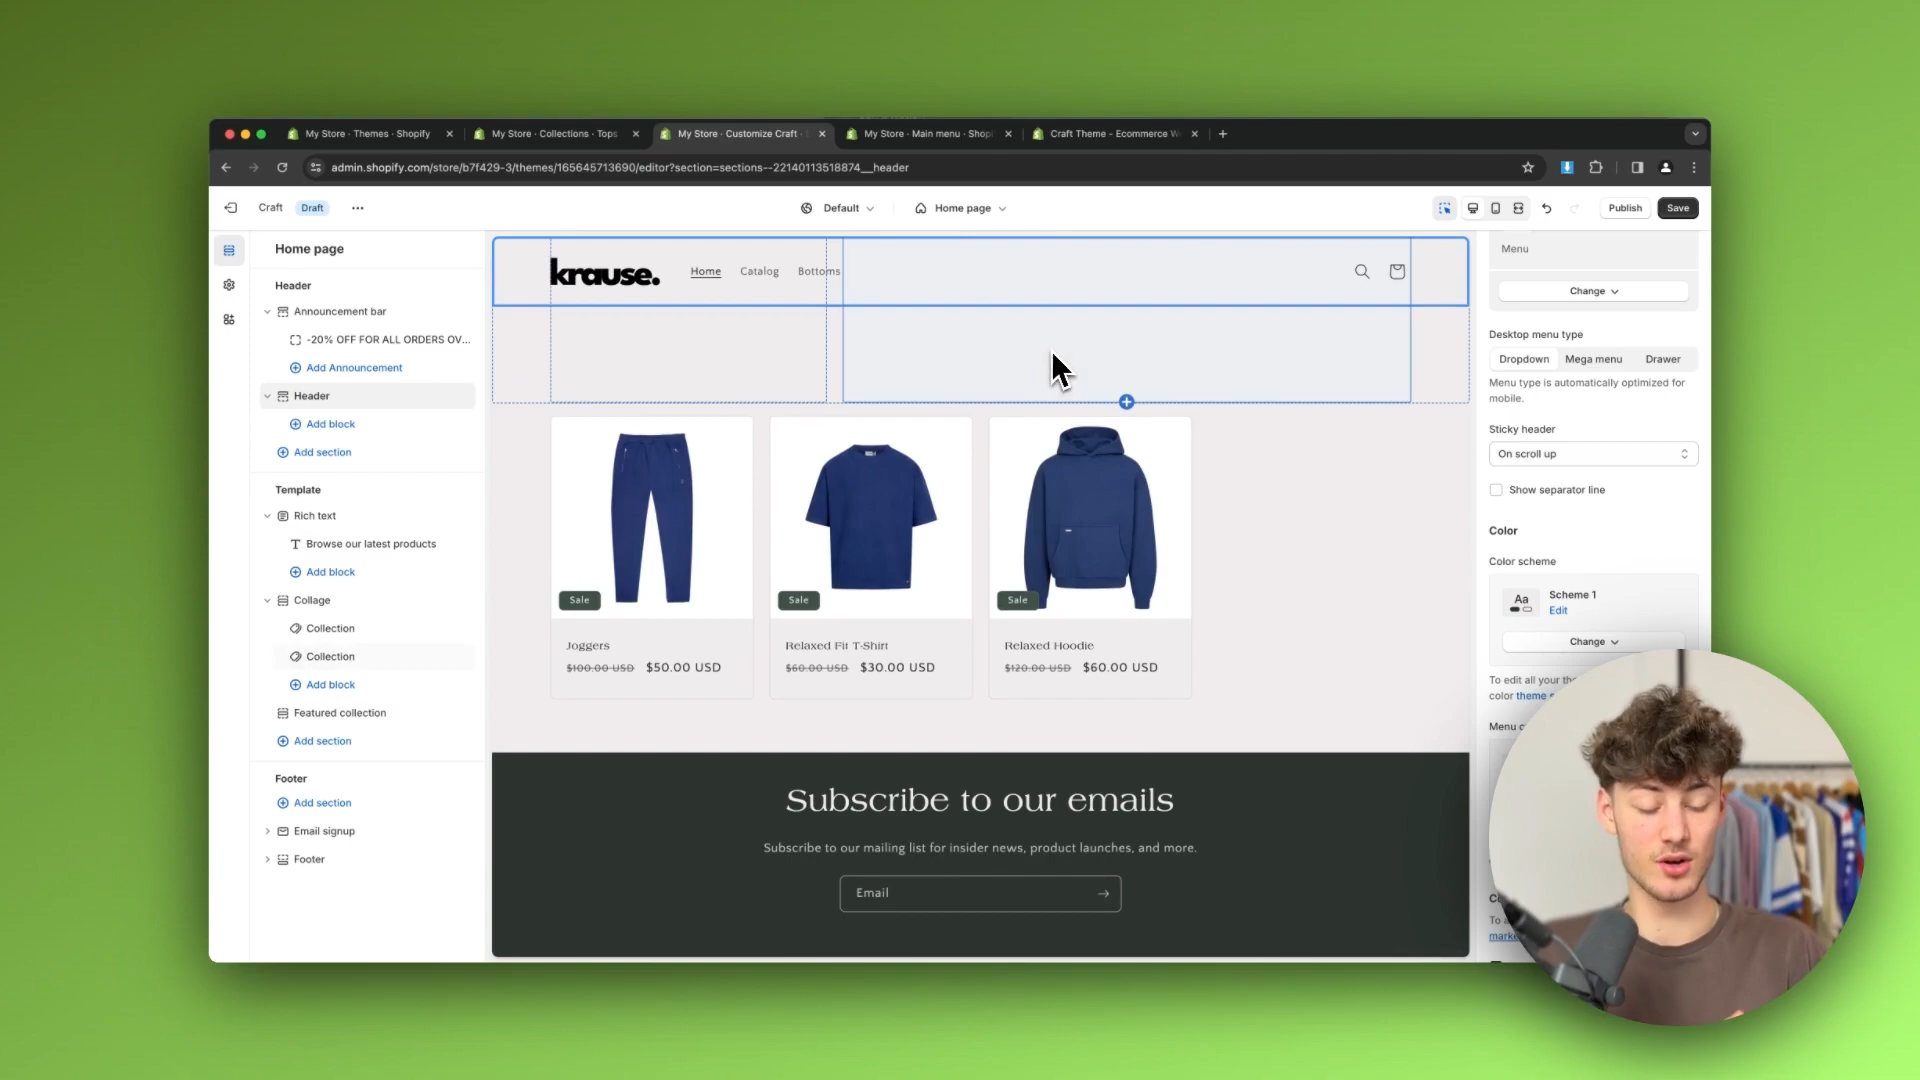 My Store · Themes · Shopify
My Store · Collections · Tops
My Store · Customize Craft ·
My Store · Main menu · Shopi
Craft Theme - Ecommerce W
admin.shopify.com/store/b7f429-3/themes/165645713690/editor?section=sections--22140113518874__header
Craft
Draft
Default
Home page
Publish
Save
Home page
Header
Announcement bar
-20% OFF FOR ALL ORDERS OV...
Add Announcement
Header
Add block
Add section
Template
Rich text
Browse our latest products
Add block
Collage
Collection
Collection
Add block
Featured collection
Add section
Footer
Add section
Email signup
Footer
krause.
Home
Catalog
Bottoms
Sale
Sale
Sale
Joggers
$100.00 USD $50.00 USD
Relaxed Fit T-Shirt
$60.00 USD $30.00 USD
Relaxed Hoodie
$120.00 USD $60.00 USD
Subscribe to our emails
Subscribe to our mailing list for insider news, product launches, and more.
Email
Menu
Change
Desktop menu type
Dropdown
Mega menu
Drawer
Menu type is automatically optimized for
mobile.
Sticky header
On scroll up
Show separator line
Color
Color scheme
Aa
Scheme 1
Edit
Change
To edit all your
color theme
Menu